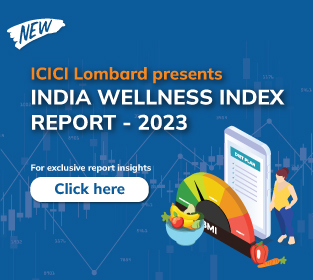 NEW
ICICI Lombard presents
INDIA WELLNESS INDEX
REPORT - 2023
For exclusive report insights
Click here
DIET PLAN
BMI